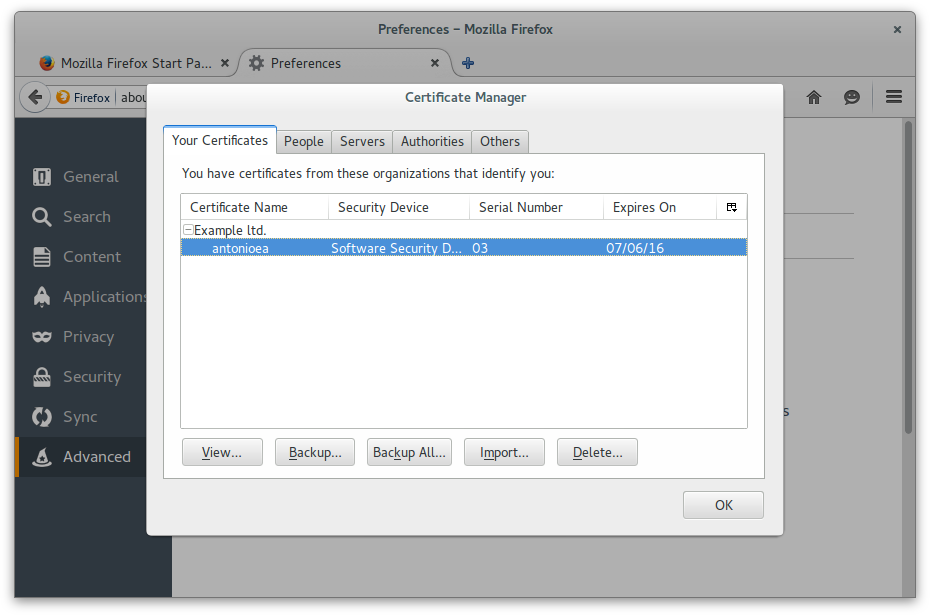 Preferences – Mozilla Firefox
Mozilla Firefox Start Pa...
Preferences
Firefox
abou
Certificate Manager
Your Certificates
People
Servers
Authorities
Others
You have certificates from these organizations that identify you:
Certificate Name
Security Device
Serial Number
Expires On
Example ltd.
antonioea
Software Security D...
03
07/06/16
General
Search
Content
Applications
Privacy
Security
Sync
Advanced
s
View...
Backup...
Backup All...
Import...
Delete...
OK